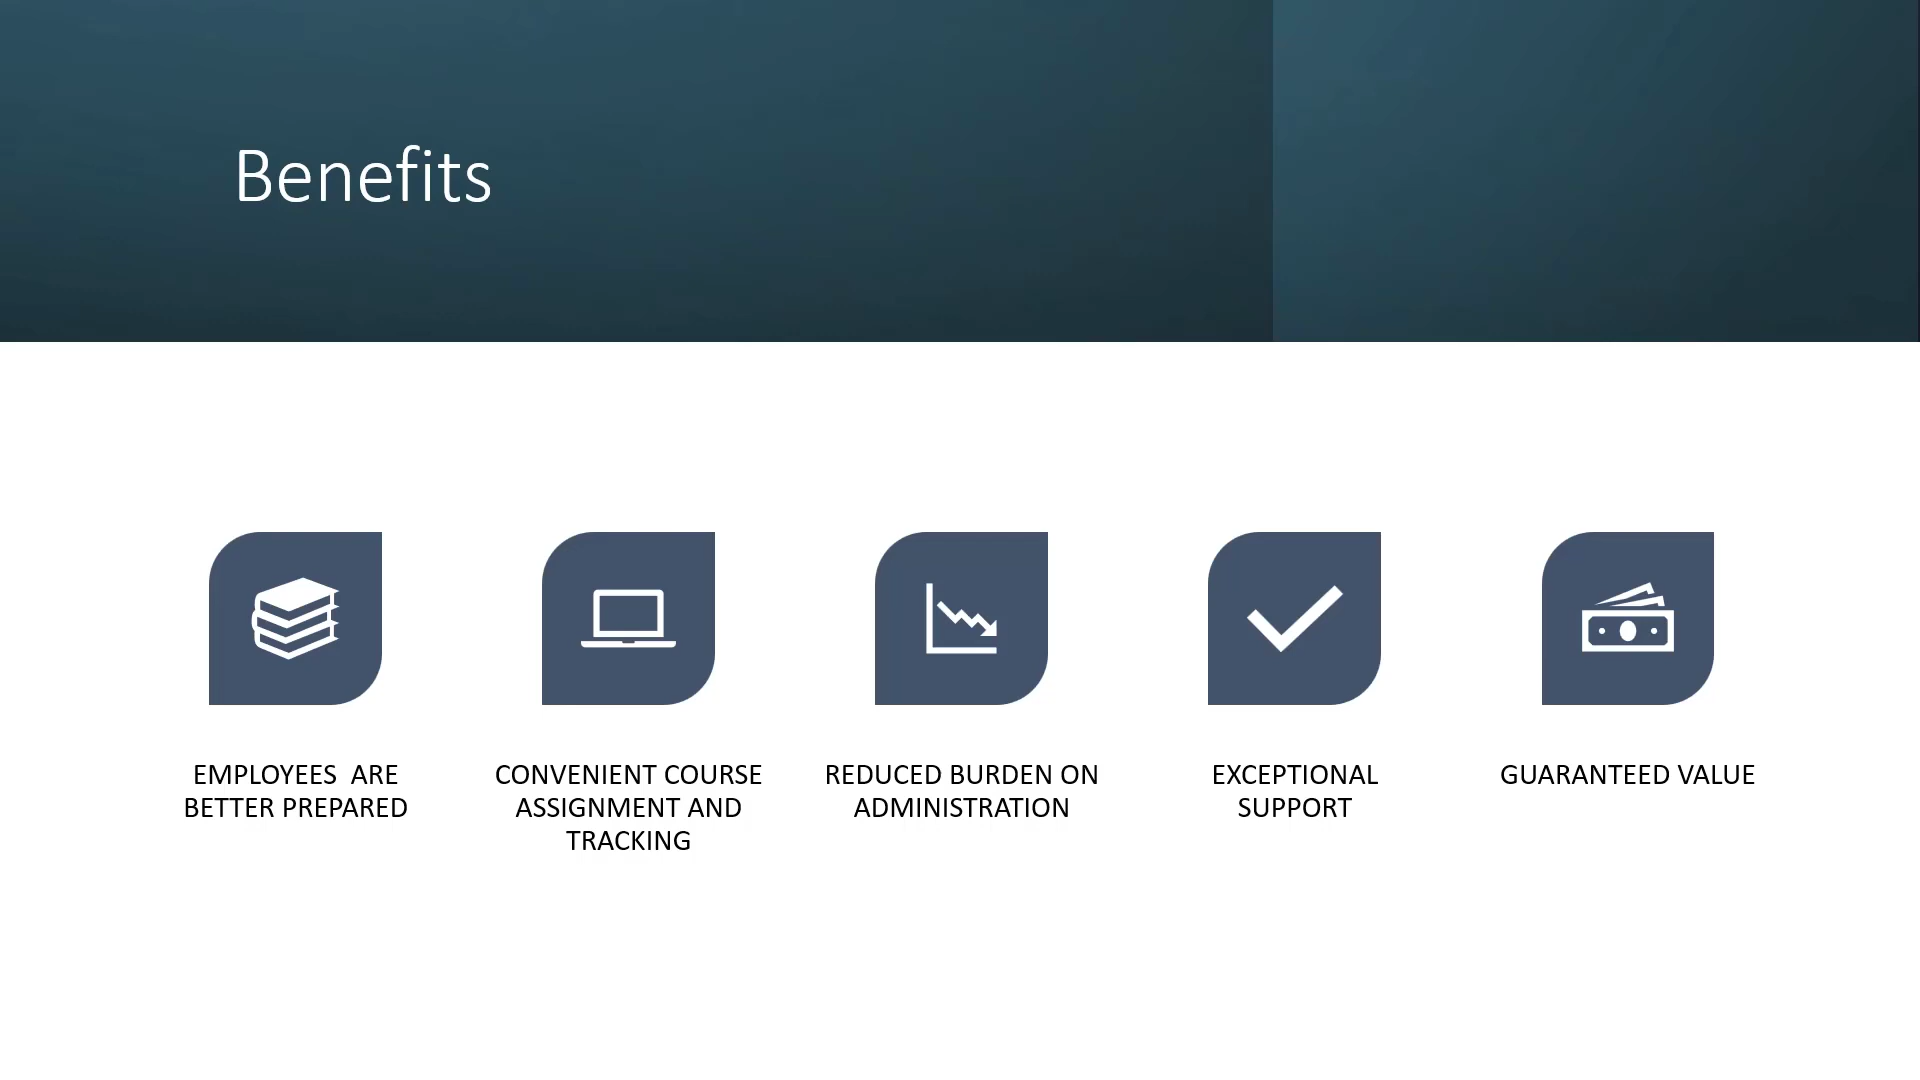 Benefits
EMPLOYEES  ARE
BETTER PREPARED
CONVENIENT COURSE
ASSIGNMENT AND
TRACKING
REDUCED BURDEN ON
ADMINISTRATION
EXCEPTIONAL
SUPPORT
GUARANTEED VALUE